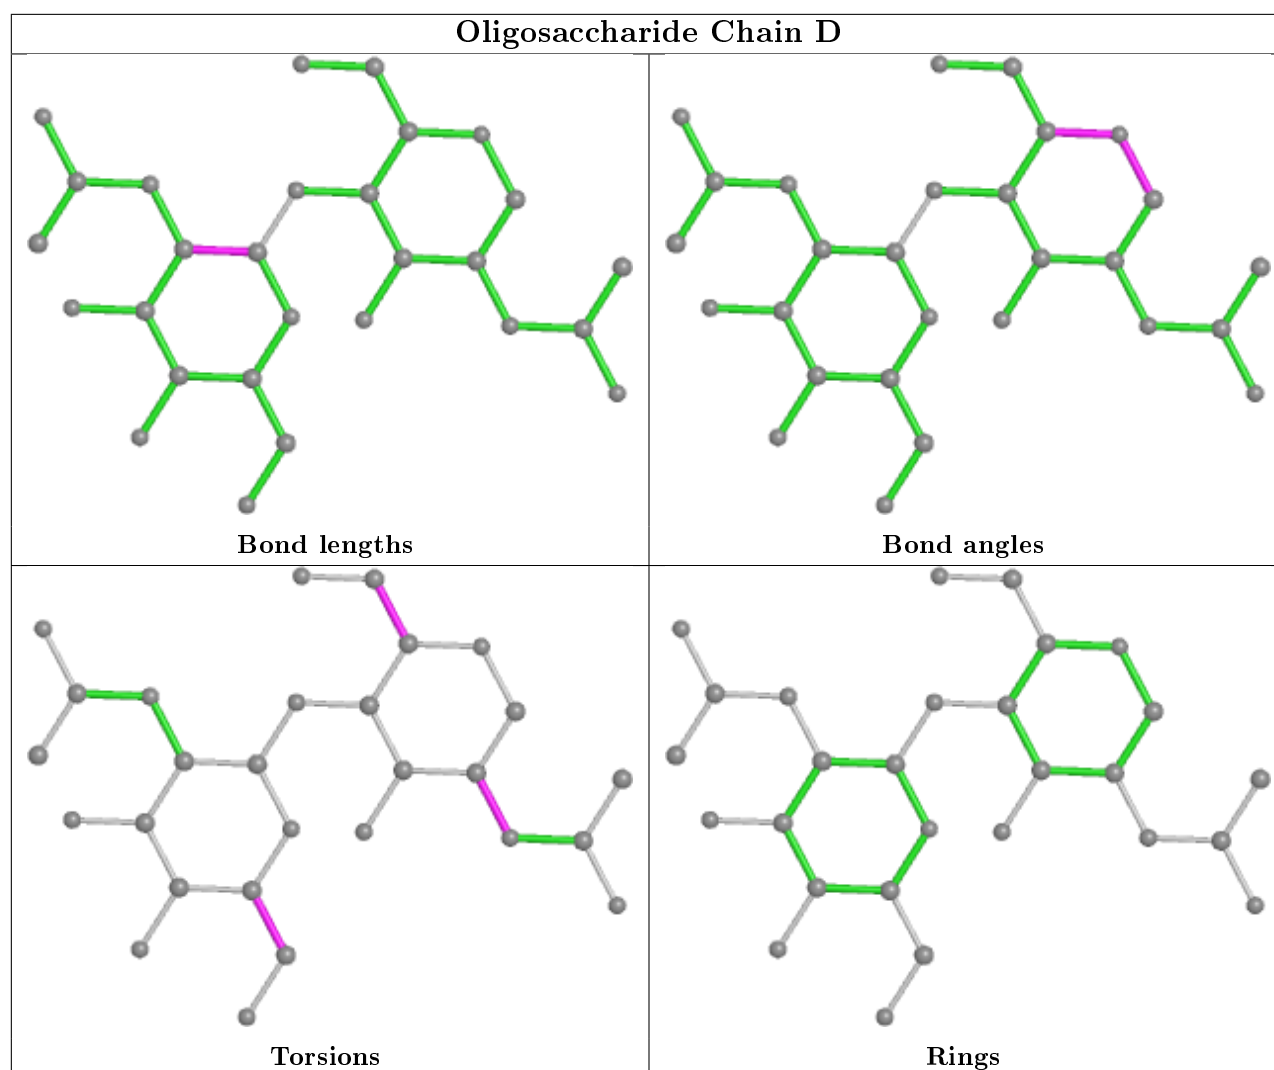 Oligosaccharide Chain D
Bond lengths
Bond angles
Torsions
Rings